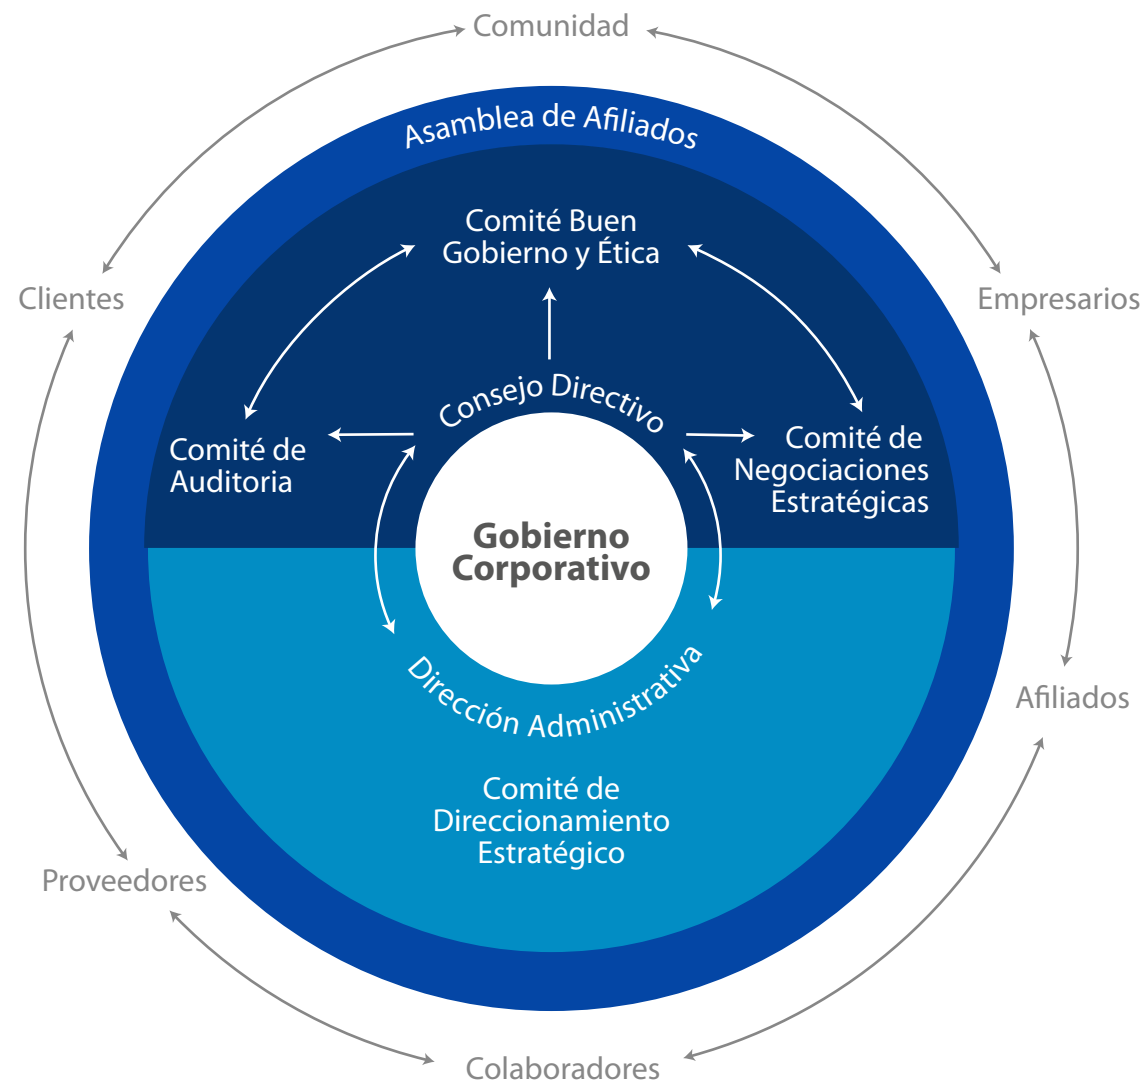 Comunidad
Asamblea de Afiliados
Comité Buen
Gobierno y Ética
Clientes
Empresarios
Consejo Directivo
Comité de
Auditoria
Comité de
Negociaciones
Estratégicas
Gobierno
Corporativo
Dirección Administrativa
Afiliados
Comité de
Direccionamiento
Estratégico
Proveedores
Colaboradores